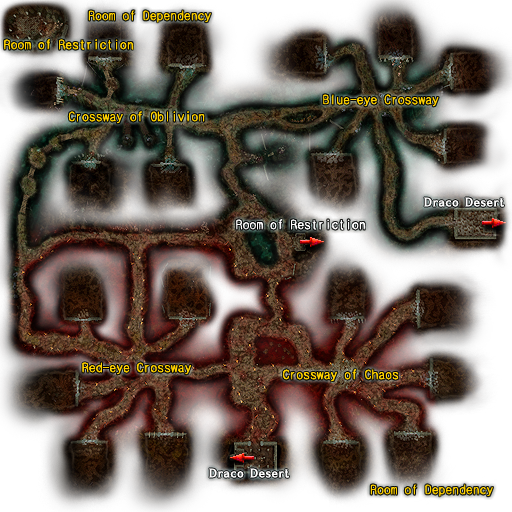 Room of Dependency
Room of Restriction
Blue-eye Crossway
Crossway of Oblivion
Draco Desert
Room of Restriction
Red-eye Crossway
Crossway of Chaos
Draco Desert
Room of Dependency